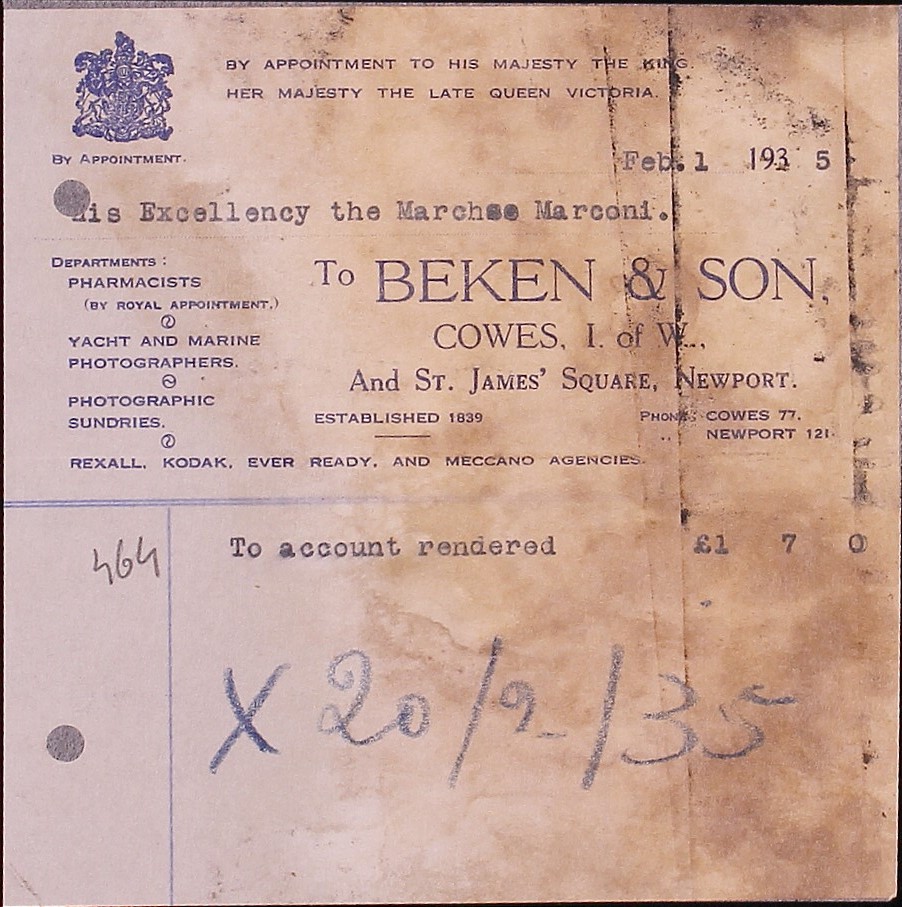 BY APPOINTMENT TO HIS MAJESTY THE KING.
HER MAJESTY THE LATE QUEEN VICTORIA.
BY APPOINTMENT.
Feb.1 193 5
His Excellency the Marchse Marconi.
DEPARTMENTS:
PHARMACISTS
(BY ROYAL APPOINTMENT.)
YACHT AND MARINE
PHOTOGRAPHERS.
PHOTOGRAPHIC
SUNDRIES.
To BEKEN & SON,
COWES, I. of W.,
And ST. JAMES' SQUARE, NEWPORT.
ESTABLISHED 1839
PHONE: COWES 77.
,, NEWPORT 121.
REXALL, KODAK, EVER READY, AND MECCANO AGENCIES.
464
To account rendered £1 7 0
X 20/2/35